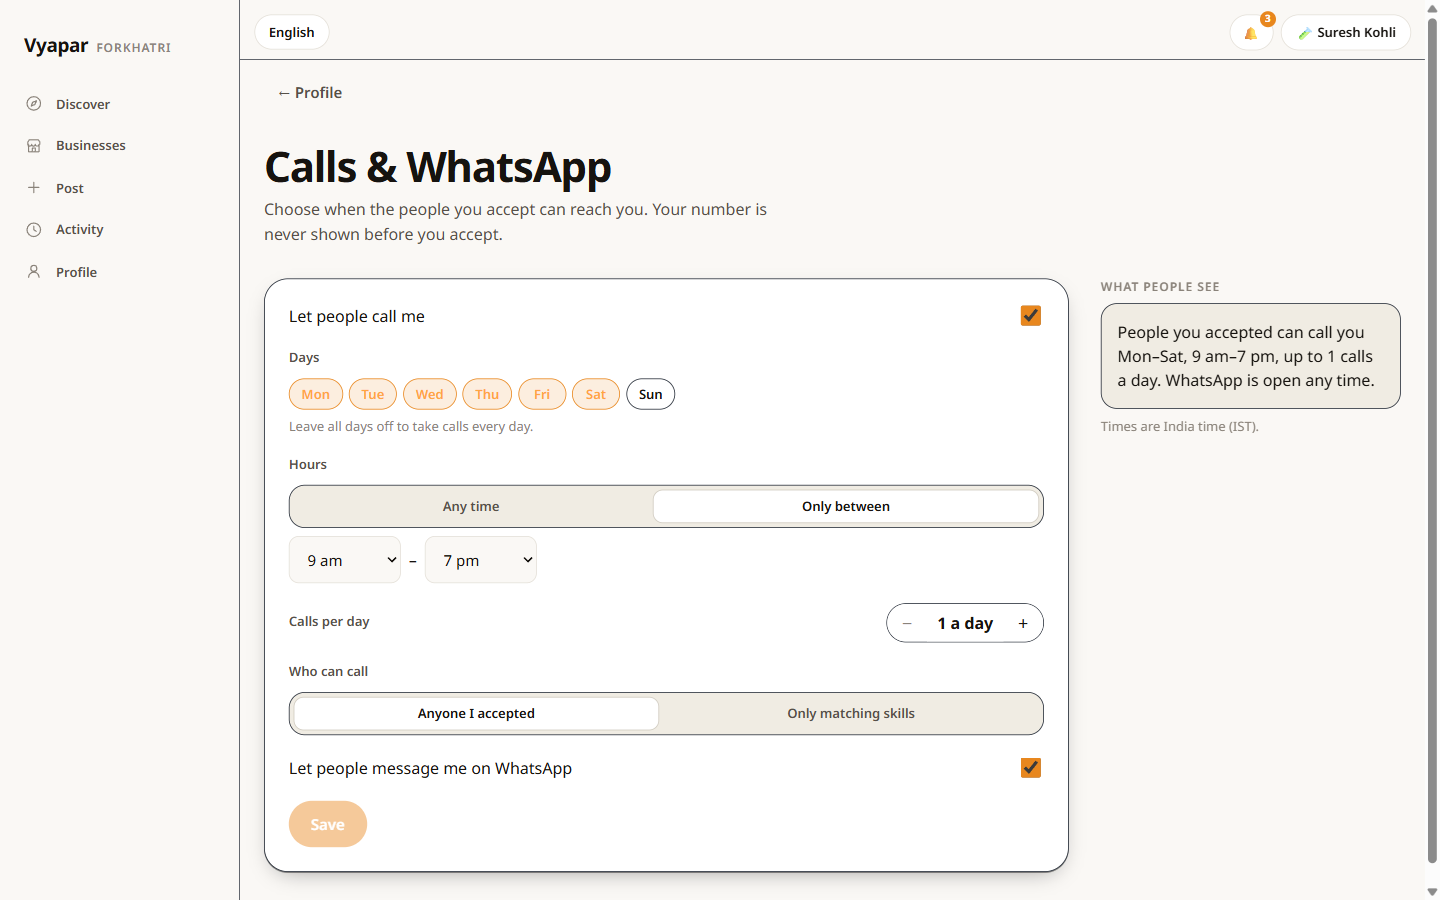 Vyapar FORKHATRI
English
3
Suresh Kohli
Discover
Businesses
Post
Activity
Profile
← Profile
Calls & WhatsApp
Choose when the people you accept can reach you. Your number is
never shown before you accept.
Let people call me
Days
Mon Tue Wed Thu Fri Sat Sun
Leave all days off to take calls every day.
Hours
Any time Only between
9 am – 7 pm
Calls per day
− 1 a day +
Who can call
Anyone I accepted Only matching skills
Let people message me on WhatsApp
Save
WHAT PEOPLE SEE
People you accepted can call you
Mon–Sat, 9 am–7 pm, up to 1 calls
a day. WhatsApp is open any time.
Times are India time (IST).